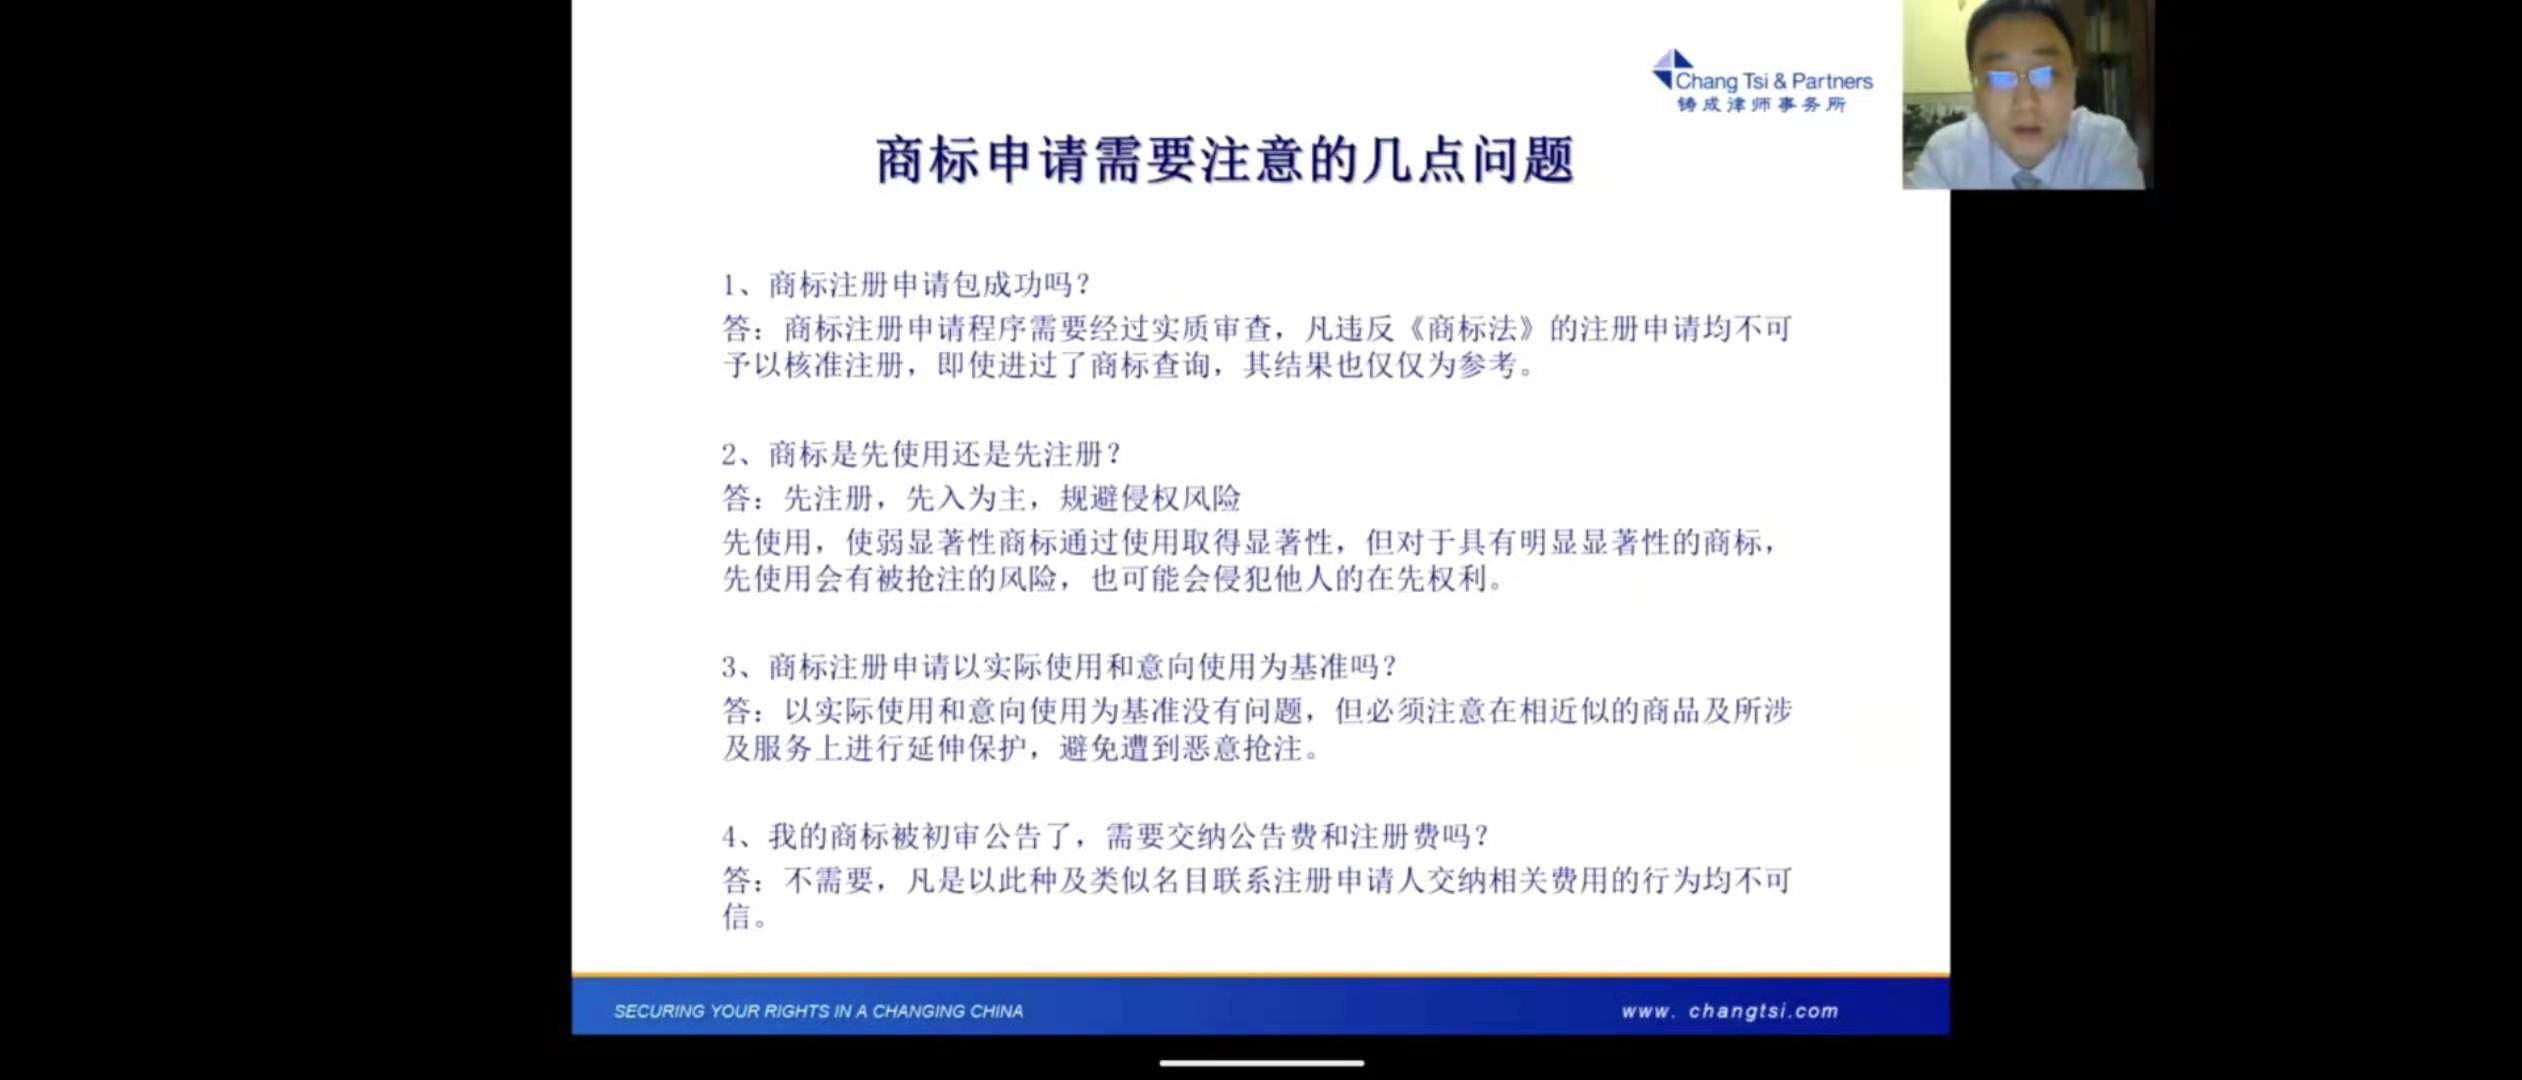 Chang Tsi & Partners
铸成律师事务所
商标申请需要注意的几点问题
1、商标注册申请包成功吗？
答：商标注册申请程序需要经过实质审查，凡违反《商标法》的注册申请均不可
予以核准注册，即使进过了商标查询，其结果也仅仅为参考。
2、商标是先使用还是先注册？
答：先注册，先入为主，规避侵权风险
先使用，使弱显著性商标通过使用取得显著性，但对于具有明显显著性的商标，
先使用会有被抢注的风险，也可能会侵犯他人的在先权利。
3、商标注册申请以实际使用和意向使用为基准吗？
答：以实际使用和意向使用为基准没有问题，但必须注意在相近似的商品及所涉
及服务上进行延伸保护，避免遭到恶意抢注。
4、我的商标被初审公告了，需要交纳公告费和注册费吗？
答：不需要，凡是以此种及类似名目联系注册申请人交纳相关费用的行为均不可
信。
SECURING YOUR RIGHTS IN A CHANGING CHINA
www. changtsi.com